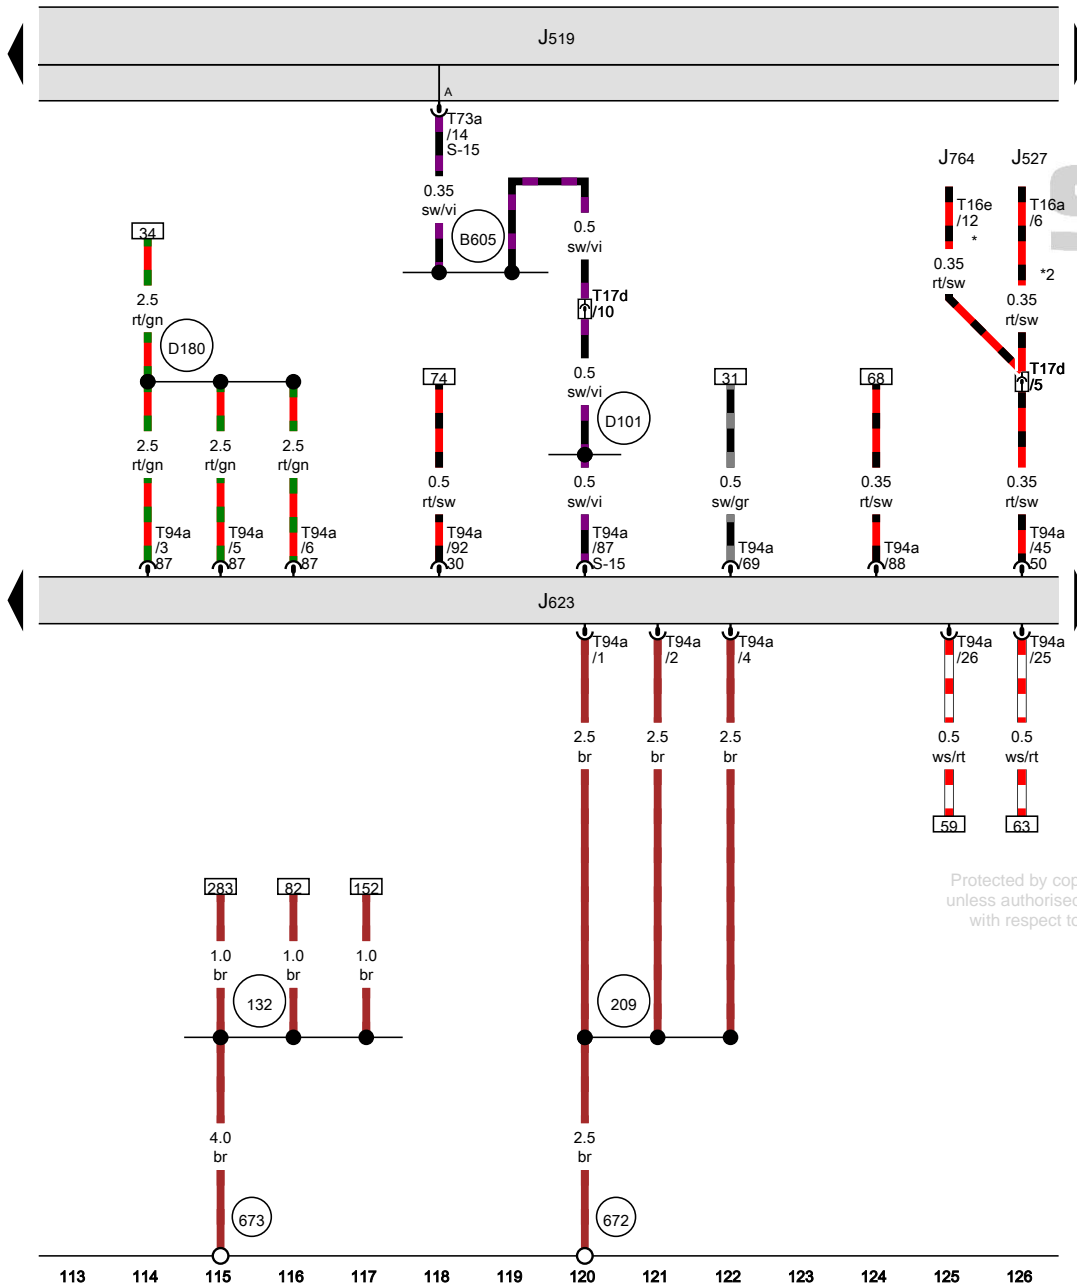 J519
A
T73a
/14
S-15
J764
J527
0.35
sw/vi
B605
0.5
sw/vi
T16e
/12
*
T16a
/6
*2
34
0.35
rt/sw
2.5
rt/gn
T17d
/10
0.35
rt/sw
D180
74
0.5
sw/vi
31
68
T17d
/5
D101
2.5
rt/gn
2.5
rt/gn
2.5
rt/gn
0.5
rt/sw
0.5
sw/vi
0.5
sw/gr
0.35
rt/sw
0.35
rt/sw
T94a
/3
87
T94a
/5
87
T94a
/6
87
T94a
/92
30
T94a
/87
S-15
T94a
/69
T94a
/88
T94a
/45
50
J623
T94a
/1
T94a
/2
T94a
/4
T94a
/26
T94a
/25
2.5
br
2.5
br
2.5
br
0.5
ws/rt
0.5
ws/rt
59
63
283
82
152
Protected by cop
unless authorised
with respect to
1.0
br
1.0
br
1.0
br
132
209
4.0
br
2.5
br
673
672
113 114 115 116 117 118 119 120 121 122 123 124 125 126